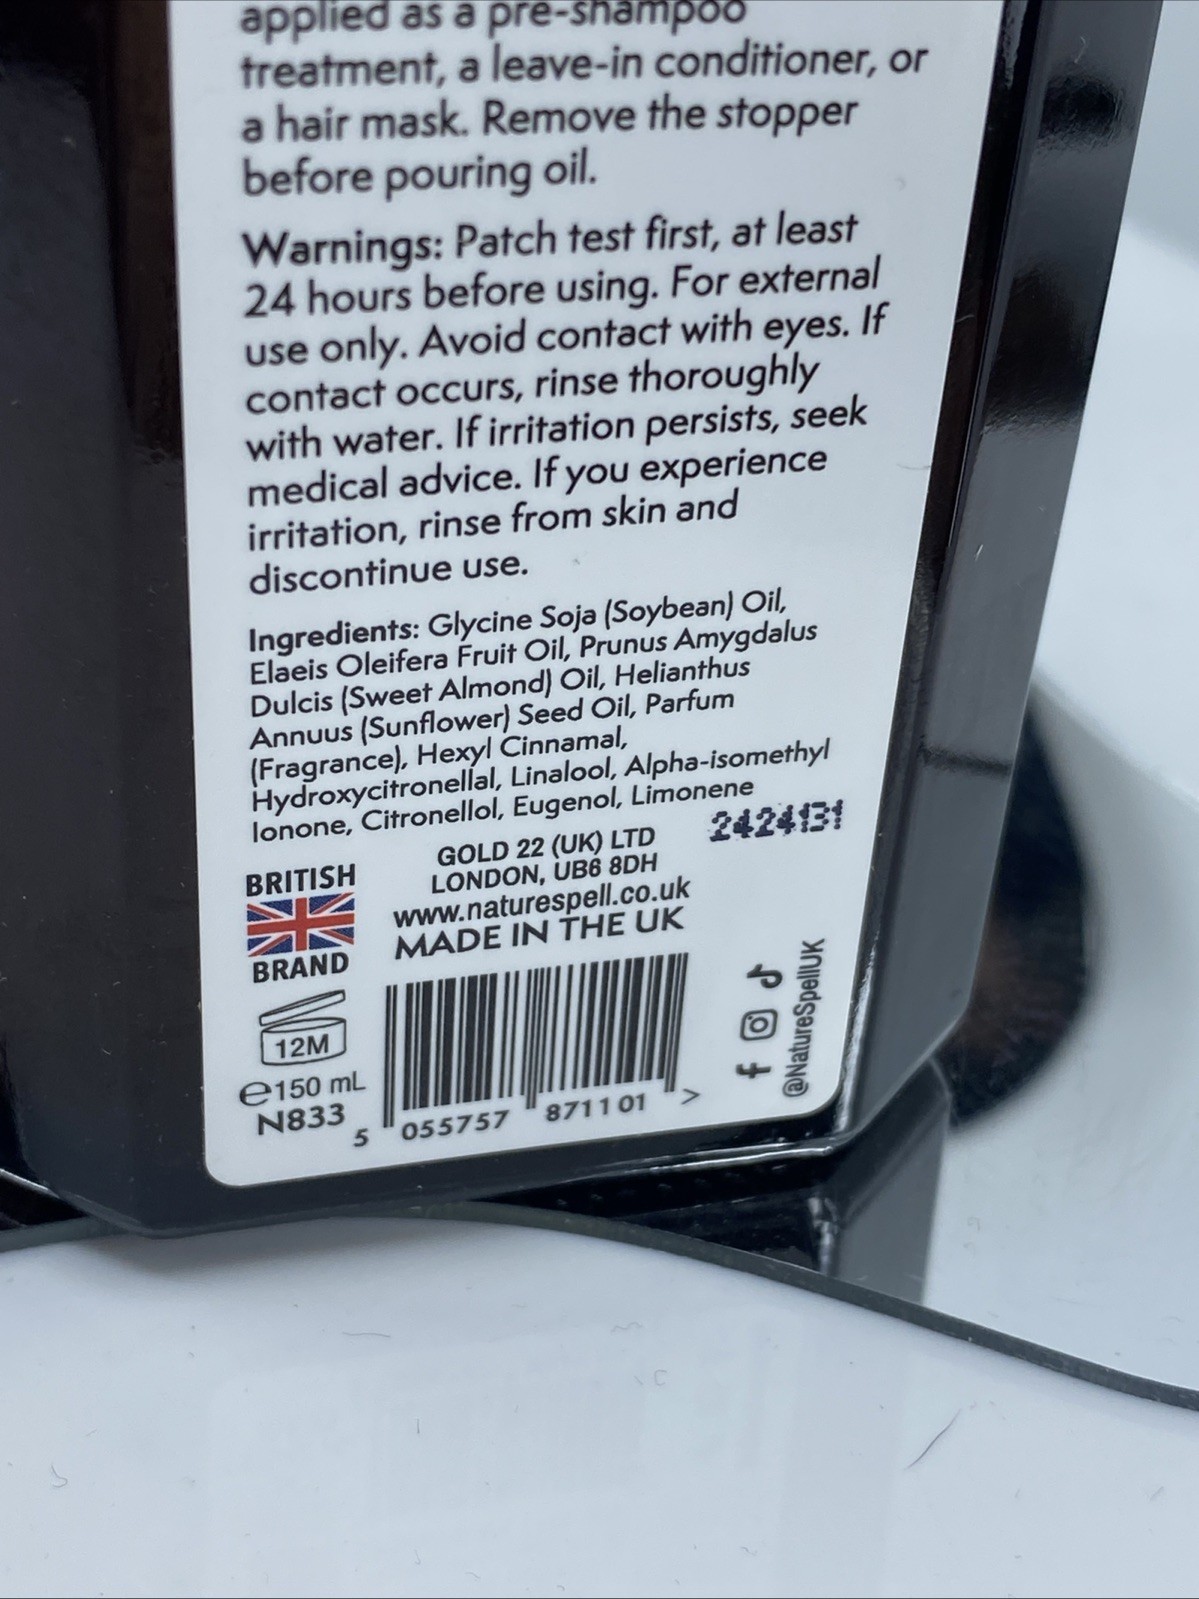 applied as a pre-shampoo
treatment, a leave-in conditioner, or
a hair mask. Remove the stopper
before pouring oil.
Warnings: Patch test first, at least
24 hours before using. For external
use only. Avoid contact with eyes. If
contact occurs, rinse thoroughly
with water. If irritation persists, seek
medical advice. If you experience
irritation, rinse from skin and
discontinue use.
Ingredients: Glycine Soja (Soybean) Oil,
Elaeis Oleifera Fruit Oil, Prunus Amygdalus
Dulcis (Sweet Almond) Oil, Helianthus
Annuus (Sunflower) Seed Oil, Parfum
(Fragrance), Hexyl Cinnamal,
Hydroxycitronellal, Linalool, Alpha-isomethyl
Ionone, Citronellol, Eugenol, Limonene
2424131
GOLD 22 (UK) LTD
LONDON, UB6 8DH
www.naturespell.co.uk
MADE IN THE UK
BRITISH
BRAND
12M
℮150 mL
N833
5 055757 871101 >
@NatureSpellUK